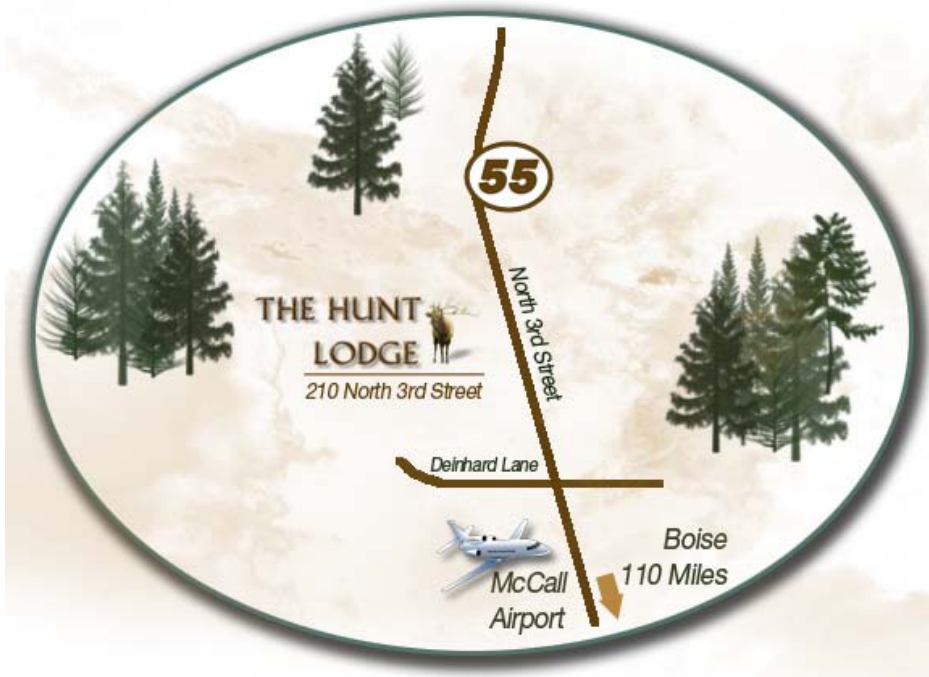 55
North 3rd Street
THE HUNT
LODGE
210 North 3rd Street
Deinhard Lane
Boise
110 Miles
McCall
Airport